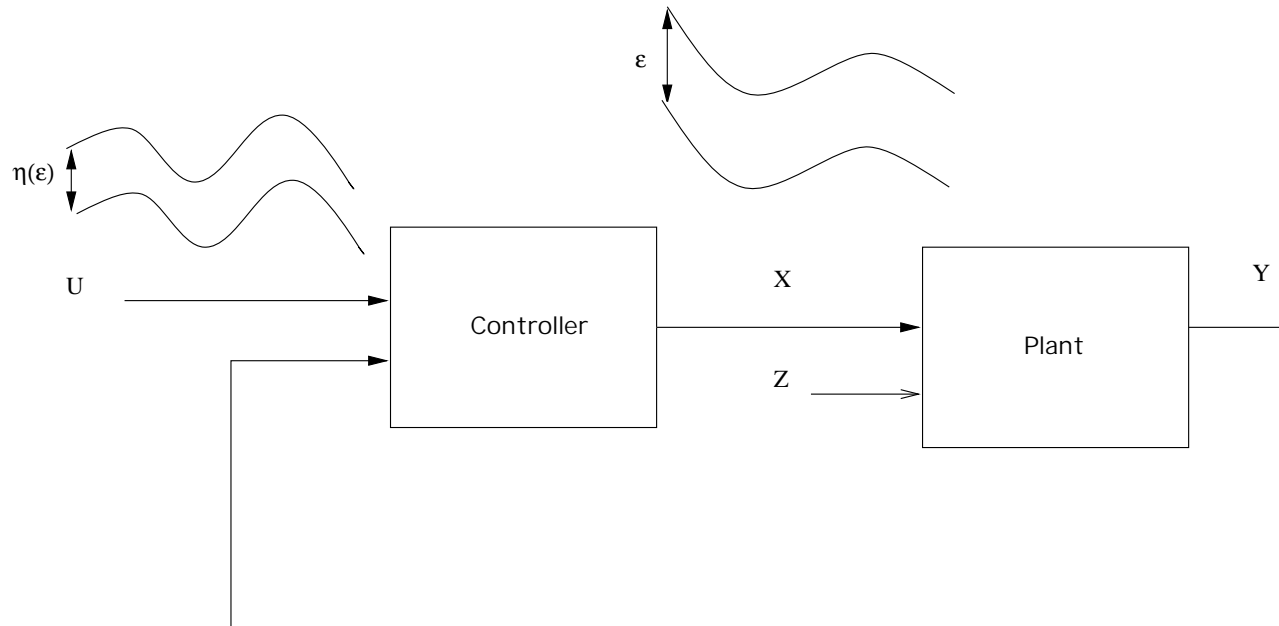 ε
η(ε)
U
X
Y
Controller
Plant
Z